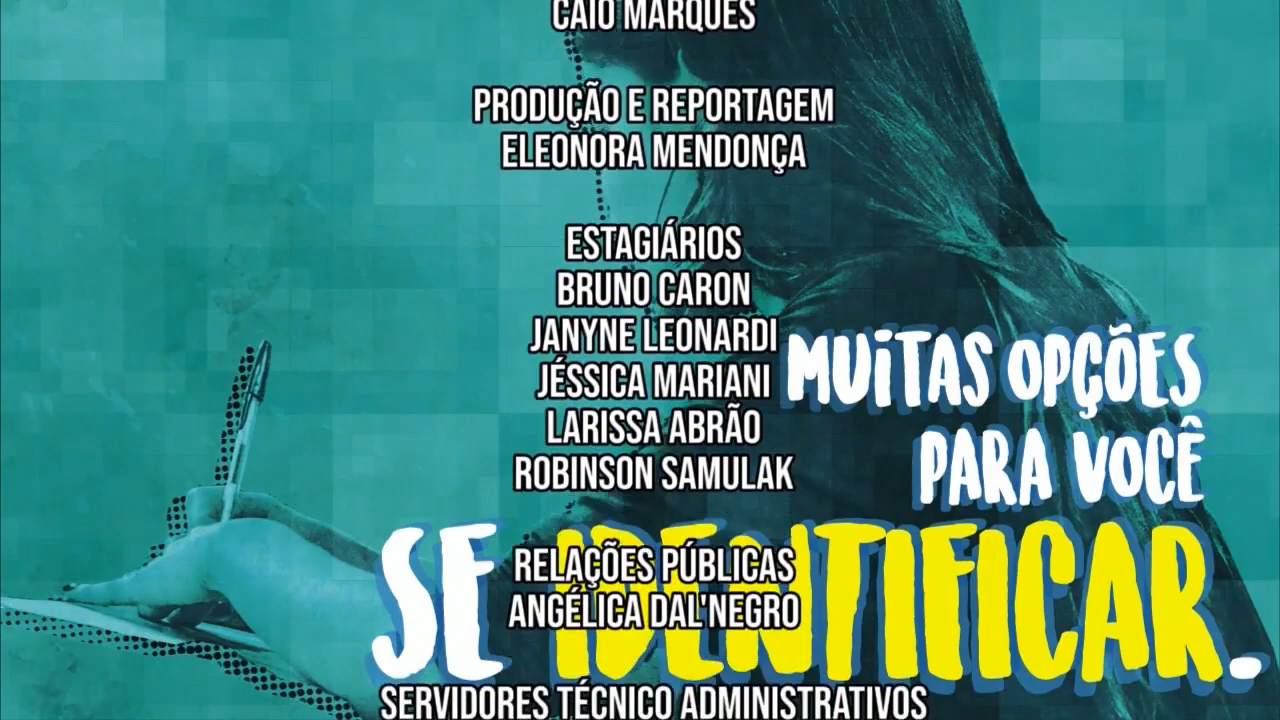 CAIO MARQUES
PRODUÇÃO E REPORTAGEM
ELEONORA MENDONÇA
ESTAGIÁRIOS
BRUNO CARON
JANYNE LEONARDI
JÉSSICA MARIANI
LARISSA ABRÃO
ROBINSON SAMULAK
RELAÇÕES PÚBLICAS
ANGÉLICA DAL'NEGRO
SERVIDORES TÉCNICO ADMINISTRATIVOS
MUITAS OPÇÕES
PARA VOCÊ
SE IDENTIFICAR.